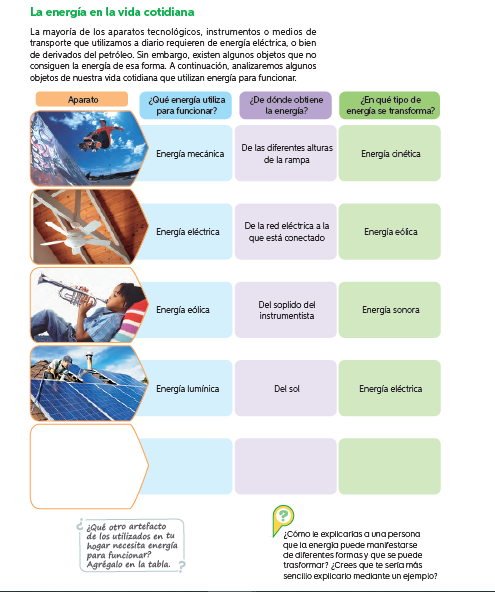 La energía en la vida cotidiana
La mayoría de los aparatos tecnológicos, instrumentos o medios de
transporte que utilizamos a diario requieren de energía eléctrica, o bien
de derivados del petróleo. Sin embargo, existen algunos objetos que no
consiguen la energía de esa forma. A continuación, analizaremos algunos
objetos de nuestra vida cotidiana que utilizan energía para funcionar.
Aparato
¿Qué energía utiliza
para funcionar?
¿De dónde obtiene
la energía?
¿En qué tipo de
energía se transforma?
Energía mecánica
De las diferentes alturas
de la rampa
Energía cinética
Energía eléctrica
De la red eléctrica a la
que está conectado
Energía eólica
Energía eólica
Del soplido del
instrumentista
Energía sonora
Energía lumínica
Del sol
Energía eléctrica
¿Qué otro artefacto
de los utilizados en tu
hogar necesita energía
para funcionar?
Agrégalo en la tabla.
¿Cómo le explicarías a una persona
que la energía puede manifestarse
de diferentes formas y que se puede
trasformar? ¿Crees que te sería más
sencillo explicarlo mediante un ejemplo?